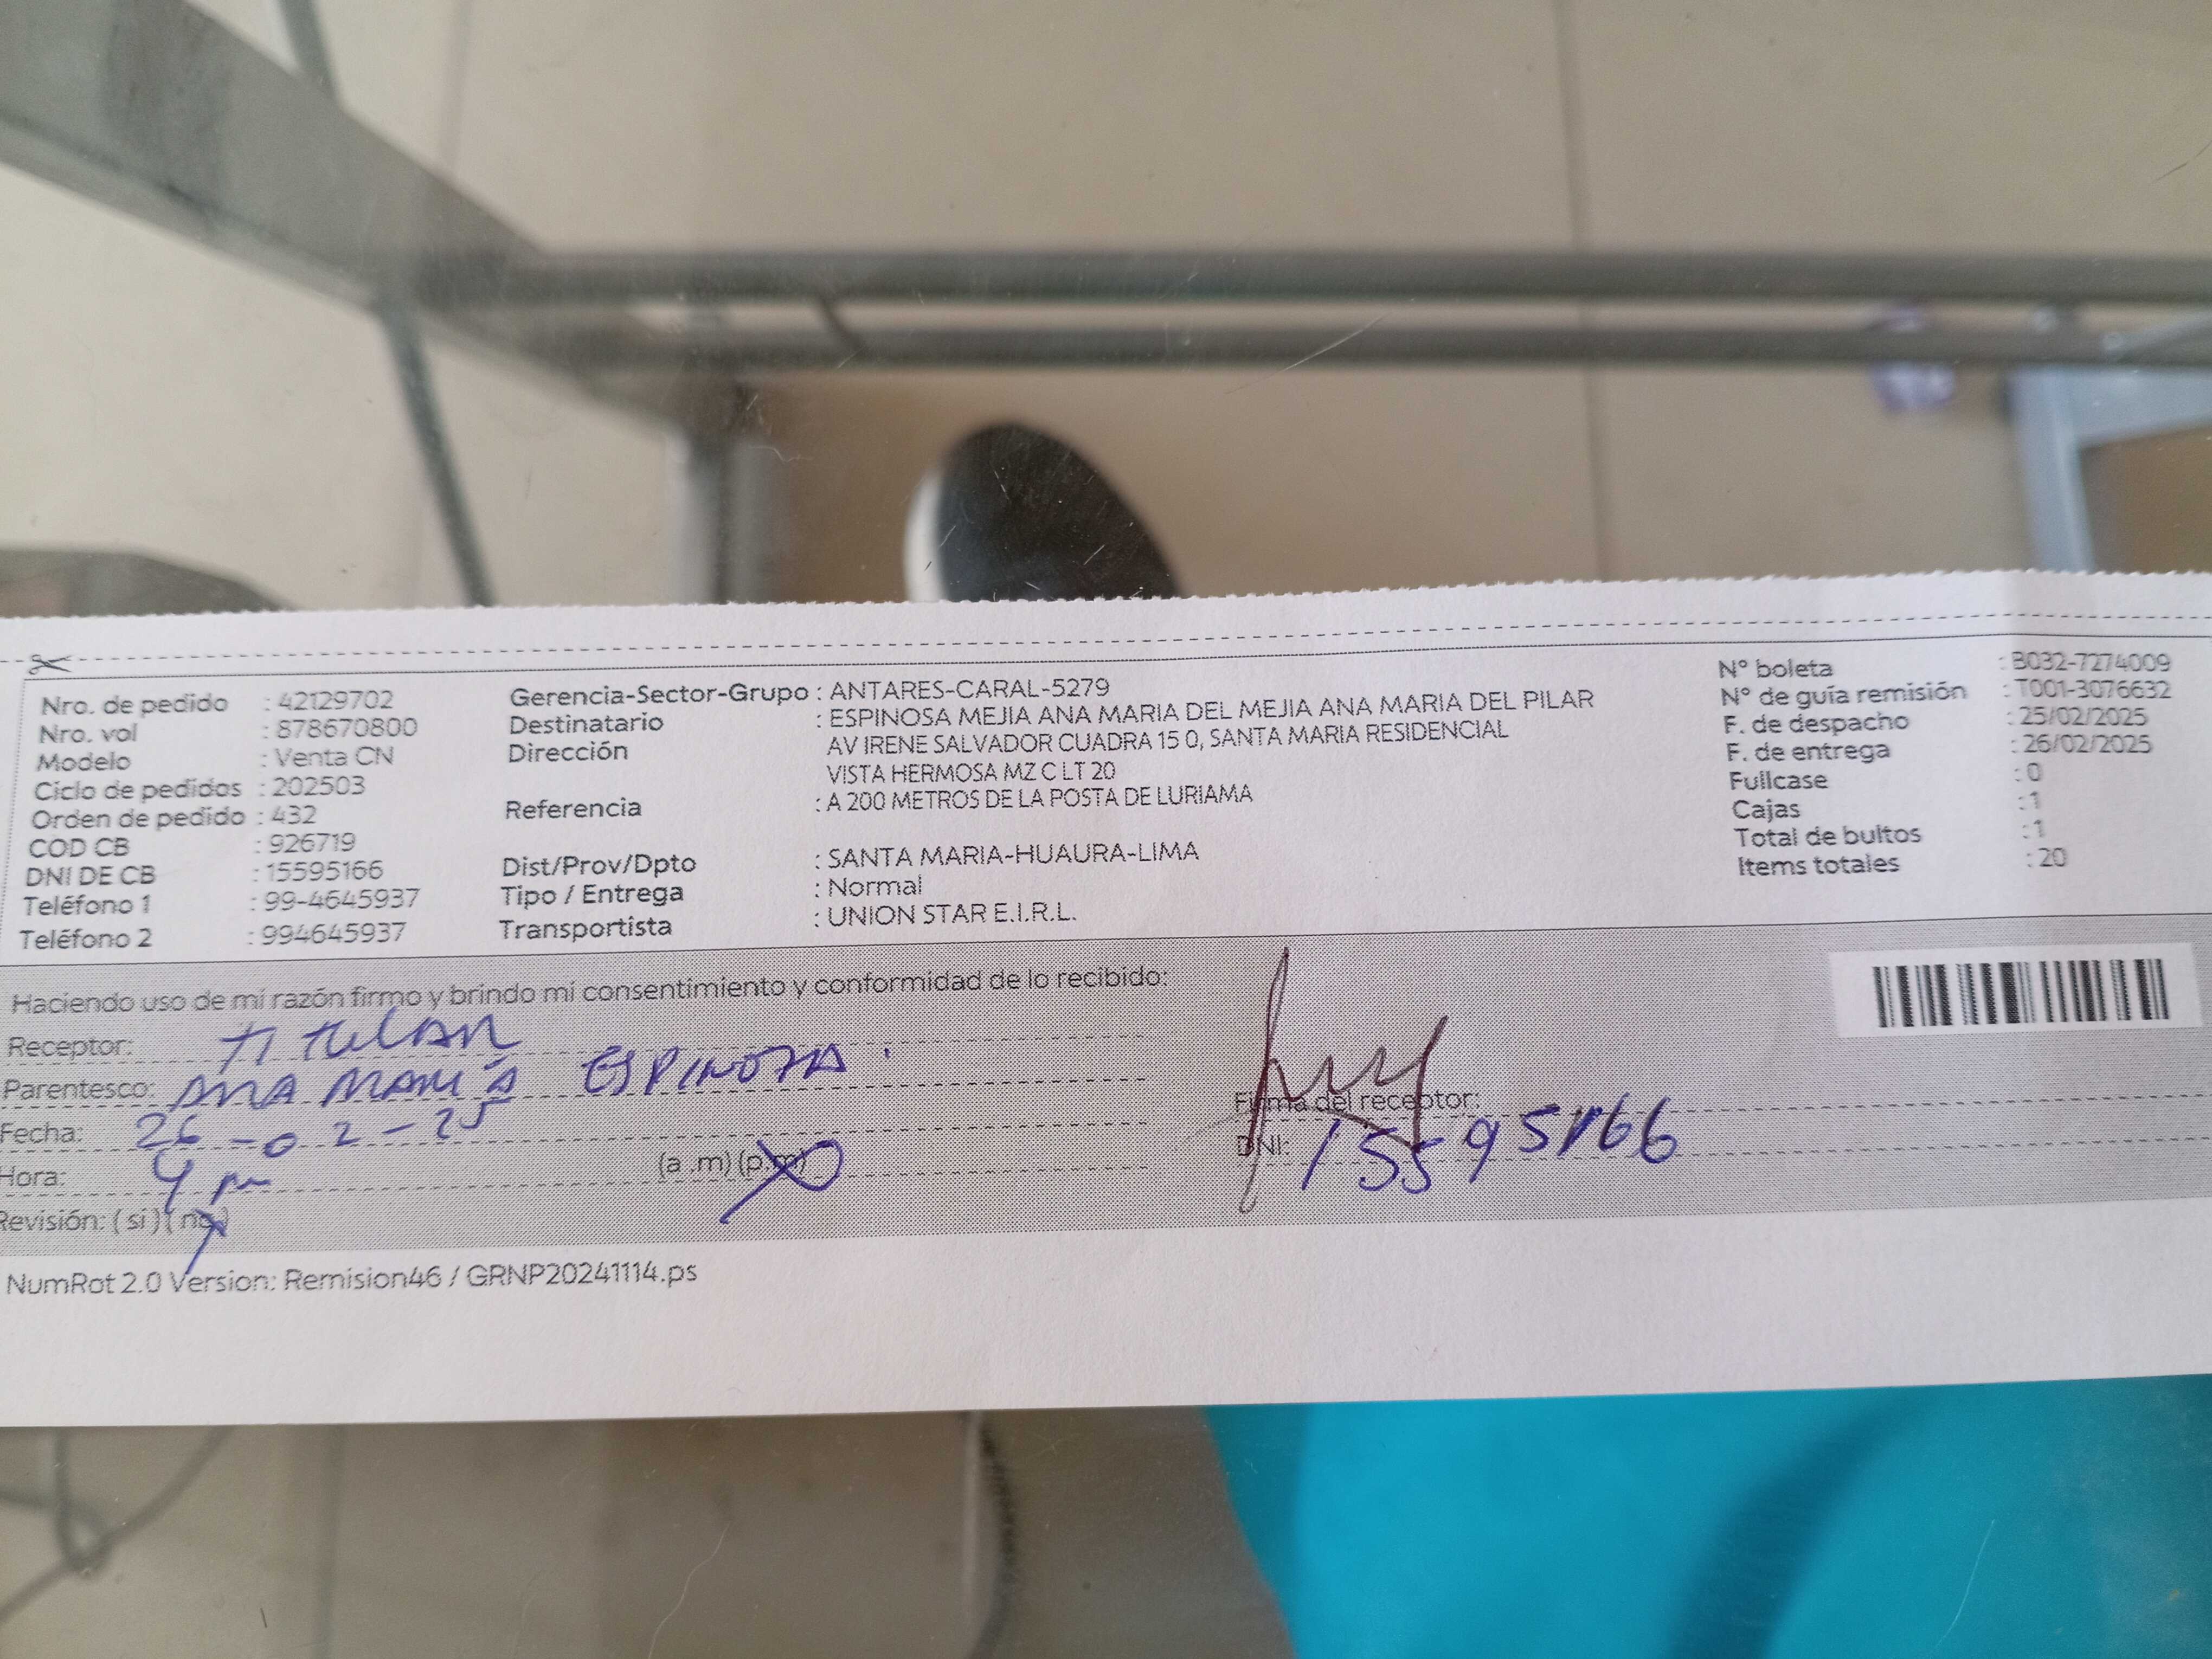 Nro. de pedido : 42129702
Nro. vol : 878670800
Modelo : Venta CN
Ciclo de pedidos : 202503
Orden de pedido : 432
COD CB : 926719
DNI DE CB : 15595166
Teléfono 1 : 99-4645937
Teléfono 2 : 994645937
Gerencia-Sector-Grupo : ANTARES-CARAL-5279
Destinatario : ESPINOSA MEJIA ANA MARIA DEL MEJIA ANA MARIA DEL PILAR
Dirección AV IRENE SALVADOR CUADRA 15 0, SANTA MARIA RESIDENCIAL
VISTA HERMOSA MZ C LT 20
Referencia : A 200 METROS DE LA POSTA DE LURIAMA
Dist/Prov/Dpto : SANTA MARIA-HUAURA-LIMA
Tipo / Entrega : Normal
Transportista : UNION STAR E.I.R.L.
N° boleta : B032-7274009
N° de guía remisión : T001-3076632
F. de despacho : 25/02/2025
F. de entrega : 26/02/2025
Fullcase : 0
Cajas : 1
Total de bultos : 1
Items totales : 20
Haciendo uso de mi razón firmo y brindo mi consentimiento y conformidad de lo recibido:
Receptor: Titular
Parentesco: ANA MARÍA ESPINOSA.
Fecha: 26-02-25
Hora: 4 pm (a .m) (p.m)
Revisión: ( si ) ( no )
Firma del receptor:
DNI: 15595166
NumRot 2.0 Version: Remision46 / GRNP20241114.ps